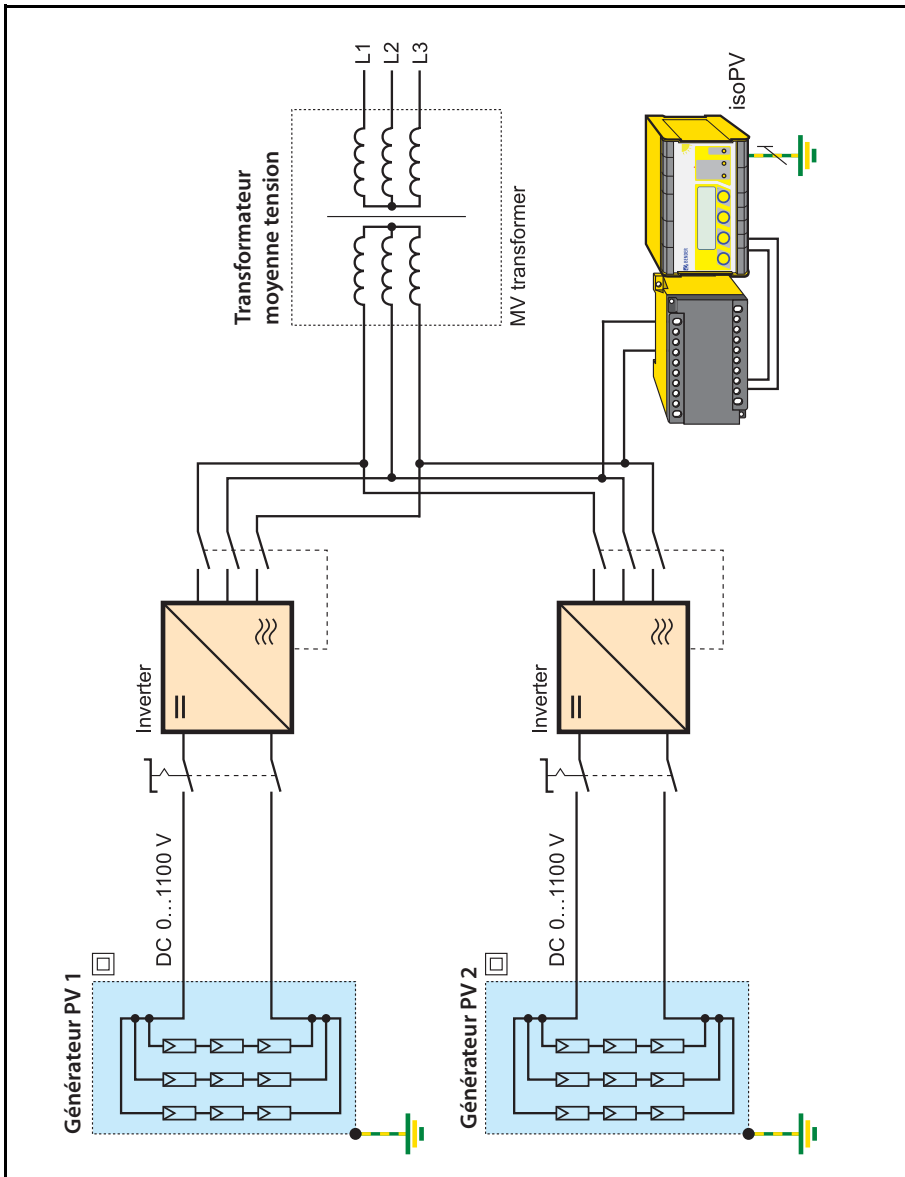 Générateur PV 1
DC 0...1100 V
Inverter
Transformateur
moyenne tension
MV transformer
L1
L2
L3
isoPV
BENDER
Générateur PV 2
DC 0...1100 V
Inverter